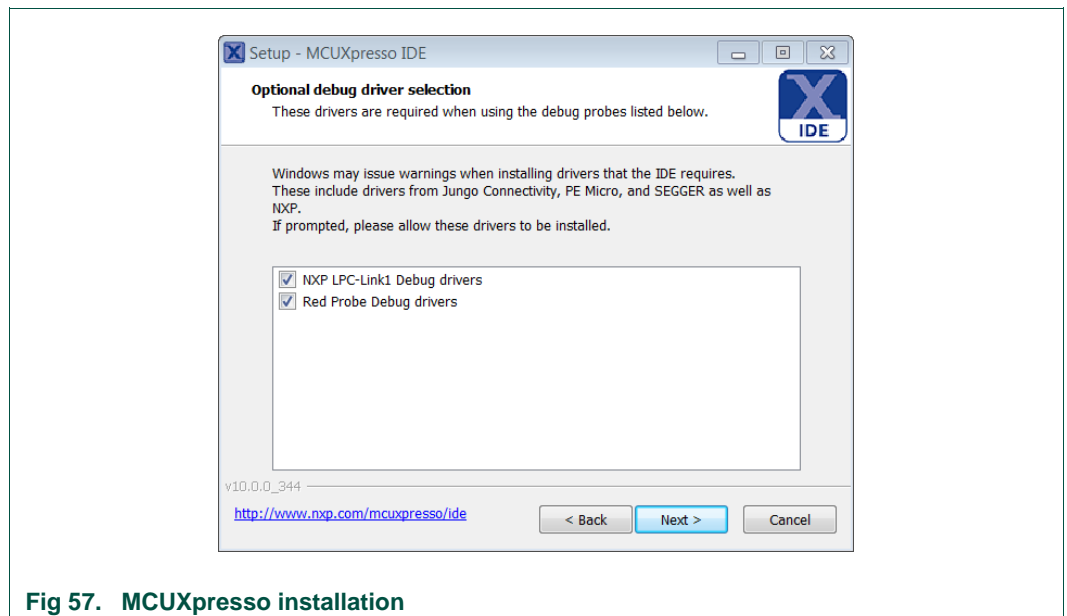 Setup - MCUXpresso IDE
Optional debug driver selection
These drivers are required when using the debug probes listed below.
IDE
Windows may issue warnings when installing drivers that the IDE requires.
These include drivers from Jungo Connectivity, PE Micro, and SEGGER as well as
NXP.
If prompted, please allow these drivers to be installed.
NXP LPC-Link1 Debug drivers
Red Probe Debug drivers
v10.0.0_344
http://www.nxp.com/mcuxpresso/ide
< Back Next > Cancel
Fig 57. MCUXpresso installation